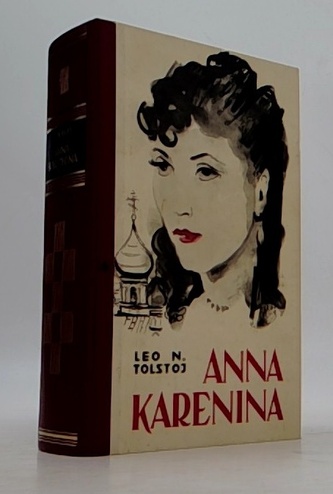 LEO N.
TOLSTOJ
ANNA
KARENINA